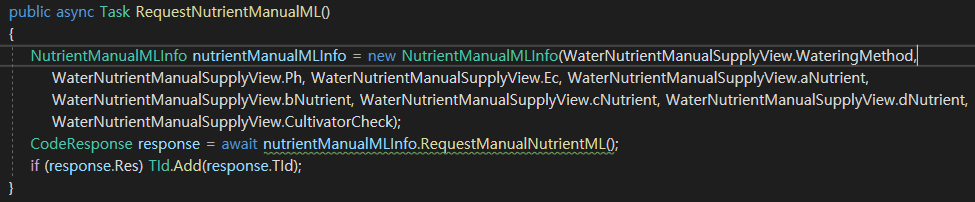 public async Task RequestNutrientManualML()
{
NutrientManualMLInfo nutrientManualMLInfo = new NutrientManualMLInfo(WaterNutrientManualSupplyView.WateringMethod,
WaterNutrientManualSupplyView.Ph, WaterNutrientManualSupplyView.Ec, WaterNutrientManualSupplyView.aNutrient,
WaterNutrientManualSupplyView.bNutrient, WaterNutrientManualSupplyView.cNutrient, WaterNutrientManualSupplyView.dNutrient,
WaterNutrientManualSupplyView.CultivatorCheck);
CodeResponse response = await nutrientManualMLInfo.RequestManualNutrientML();
if (response.Res) TId.Add(response.TId);
}